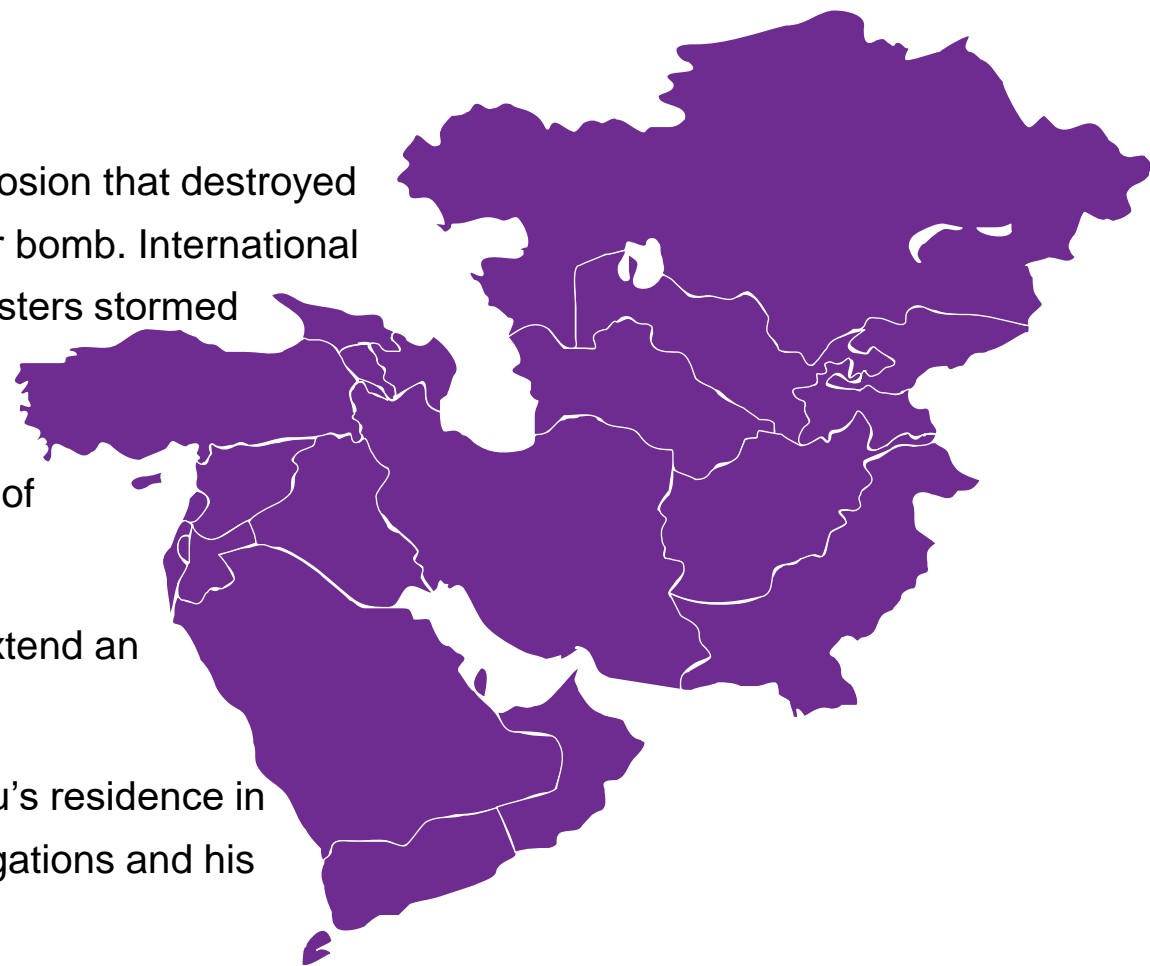 osion that destroyed
bomb. International
sters stormed
of
xtend an
u’s residence in
gations and his